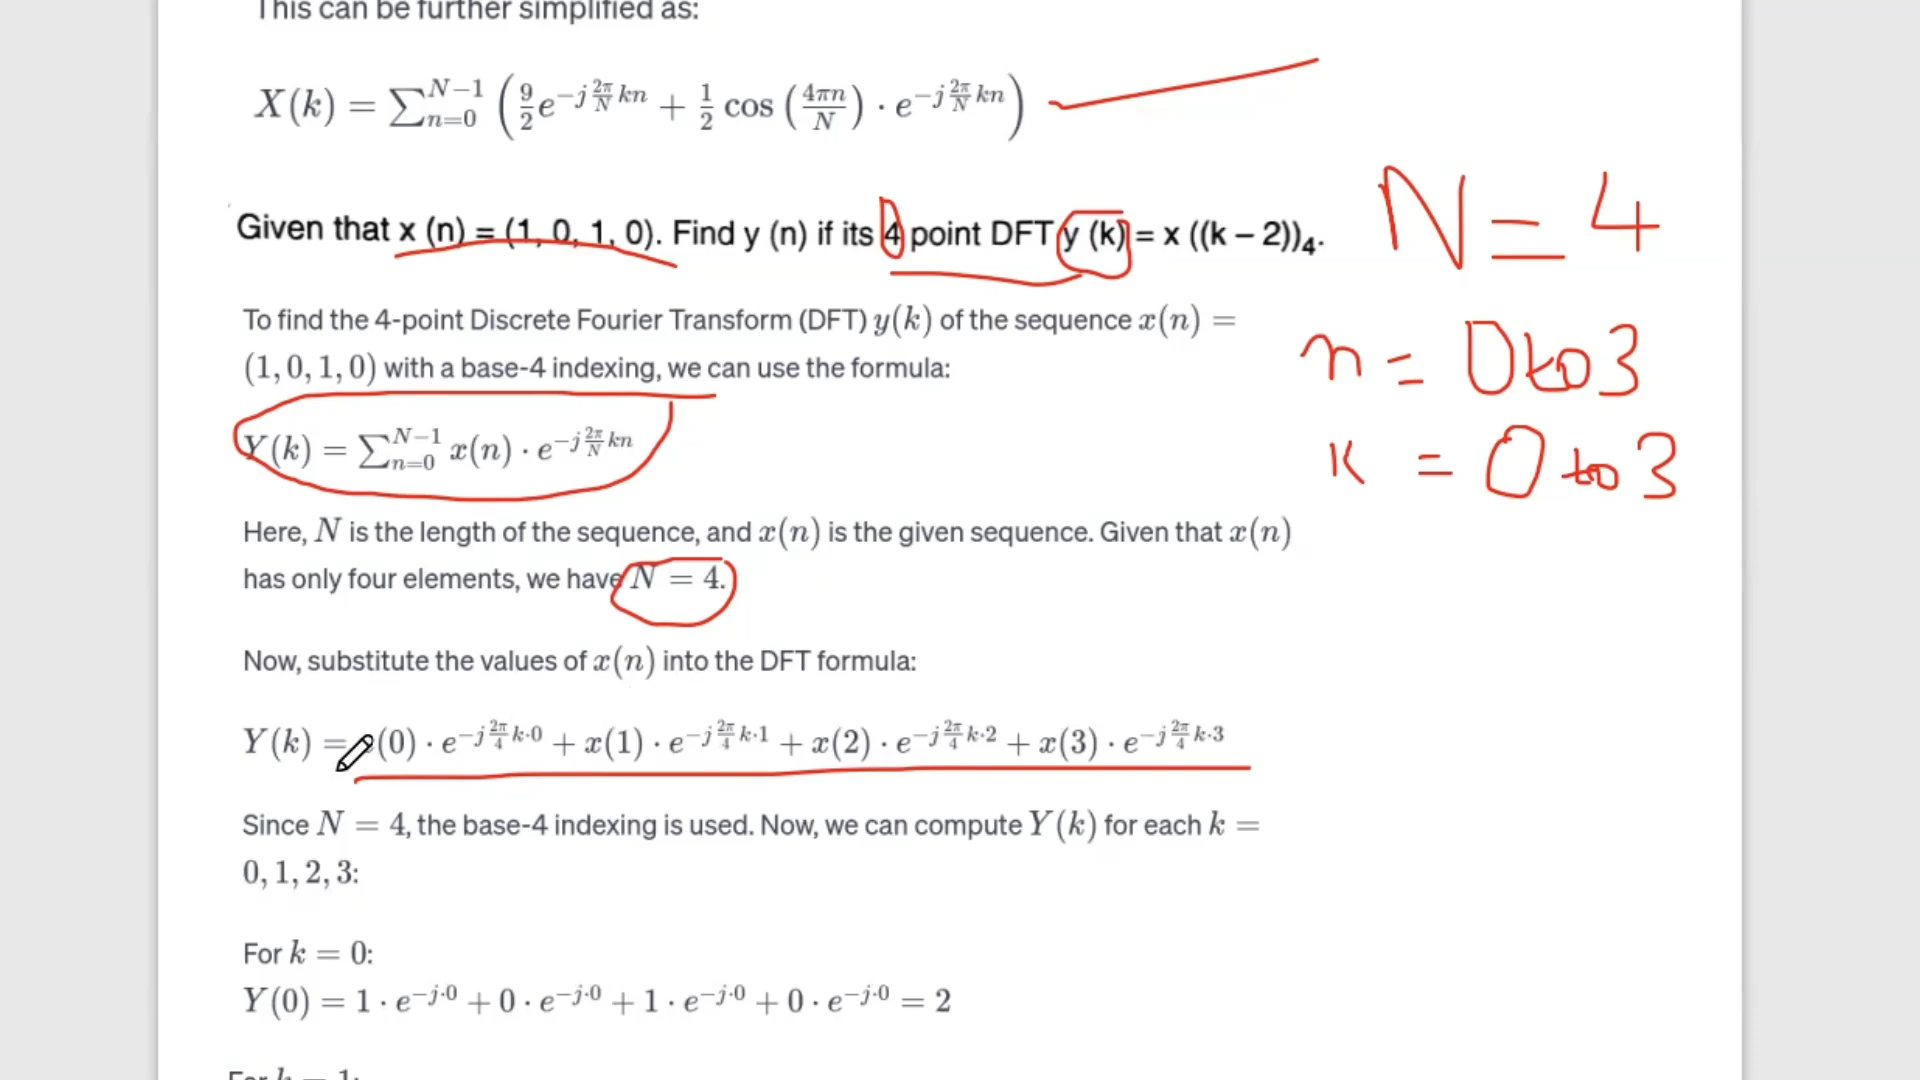 This can be further simplified as:
X(k) = ∑_{n=0}^{N−1} (9/2 e^{−j 2π/N kn} + 1/2 cos (4πn/N) · e^{−j 2π/N kn})
Given that x (n) = (1, 0, 1, 0). Find y (n) if its 4 point DFT y (k) = x ((k – 2))₄.
N = 4
To find the 4-point Discrete Fourier Transform (DFT) y(k) of the sequence x(n) =
(1, 0, 1, 0) with a base-4 indexing, we can use the formula:
n = 0 to 3
Y(k) = ∑_{n=0}^{N−1} x(n) · e^{−j 2π/N kn}
K = 0 to 3
Here, N is the length of the sequence, and x(n) is the given sequence. Given that x(n)
has only four elements, we have N = 4.
Now, substitute the values of x(n) into the DFT formula:
Y(k) = (0) · e^{−j 2π/4 k·0} + x(1) · e^{−j 2π/4 k·1} + x(2) · e^{−j 2π/4 k·2} + x(3) · e^{−j 2π/4 k·3}
Since N = 4, the base-4 indexing is used. Now, we can compute Y(k) for each k =
0, 1, 2, 3:
For k = 0:
Y(0) = 1 · e^{−j·0} + 0 · e^{−j·0} + 1 · e^{−j·0} + 0 · e^{−j·0} = 2
For k = 1: